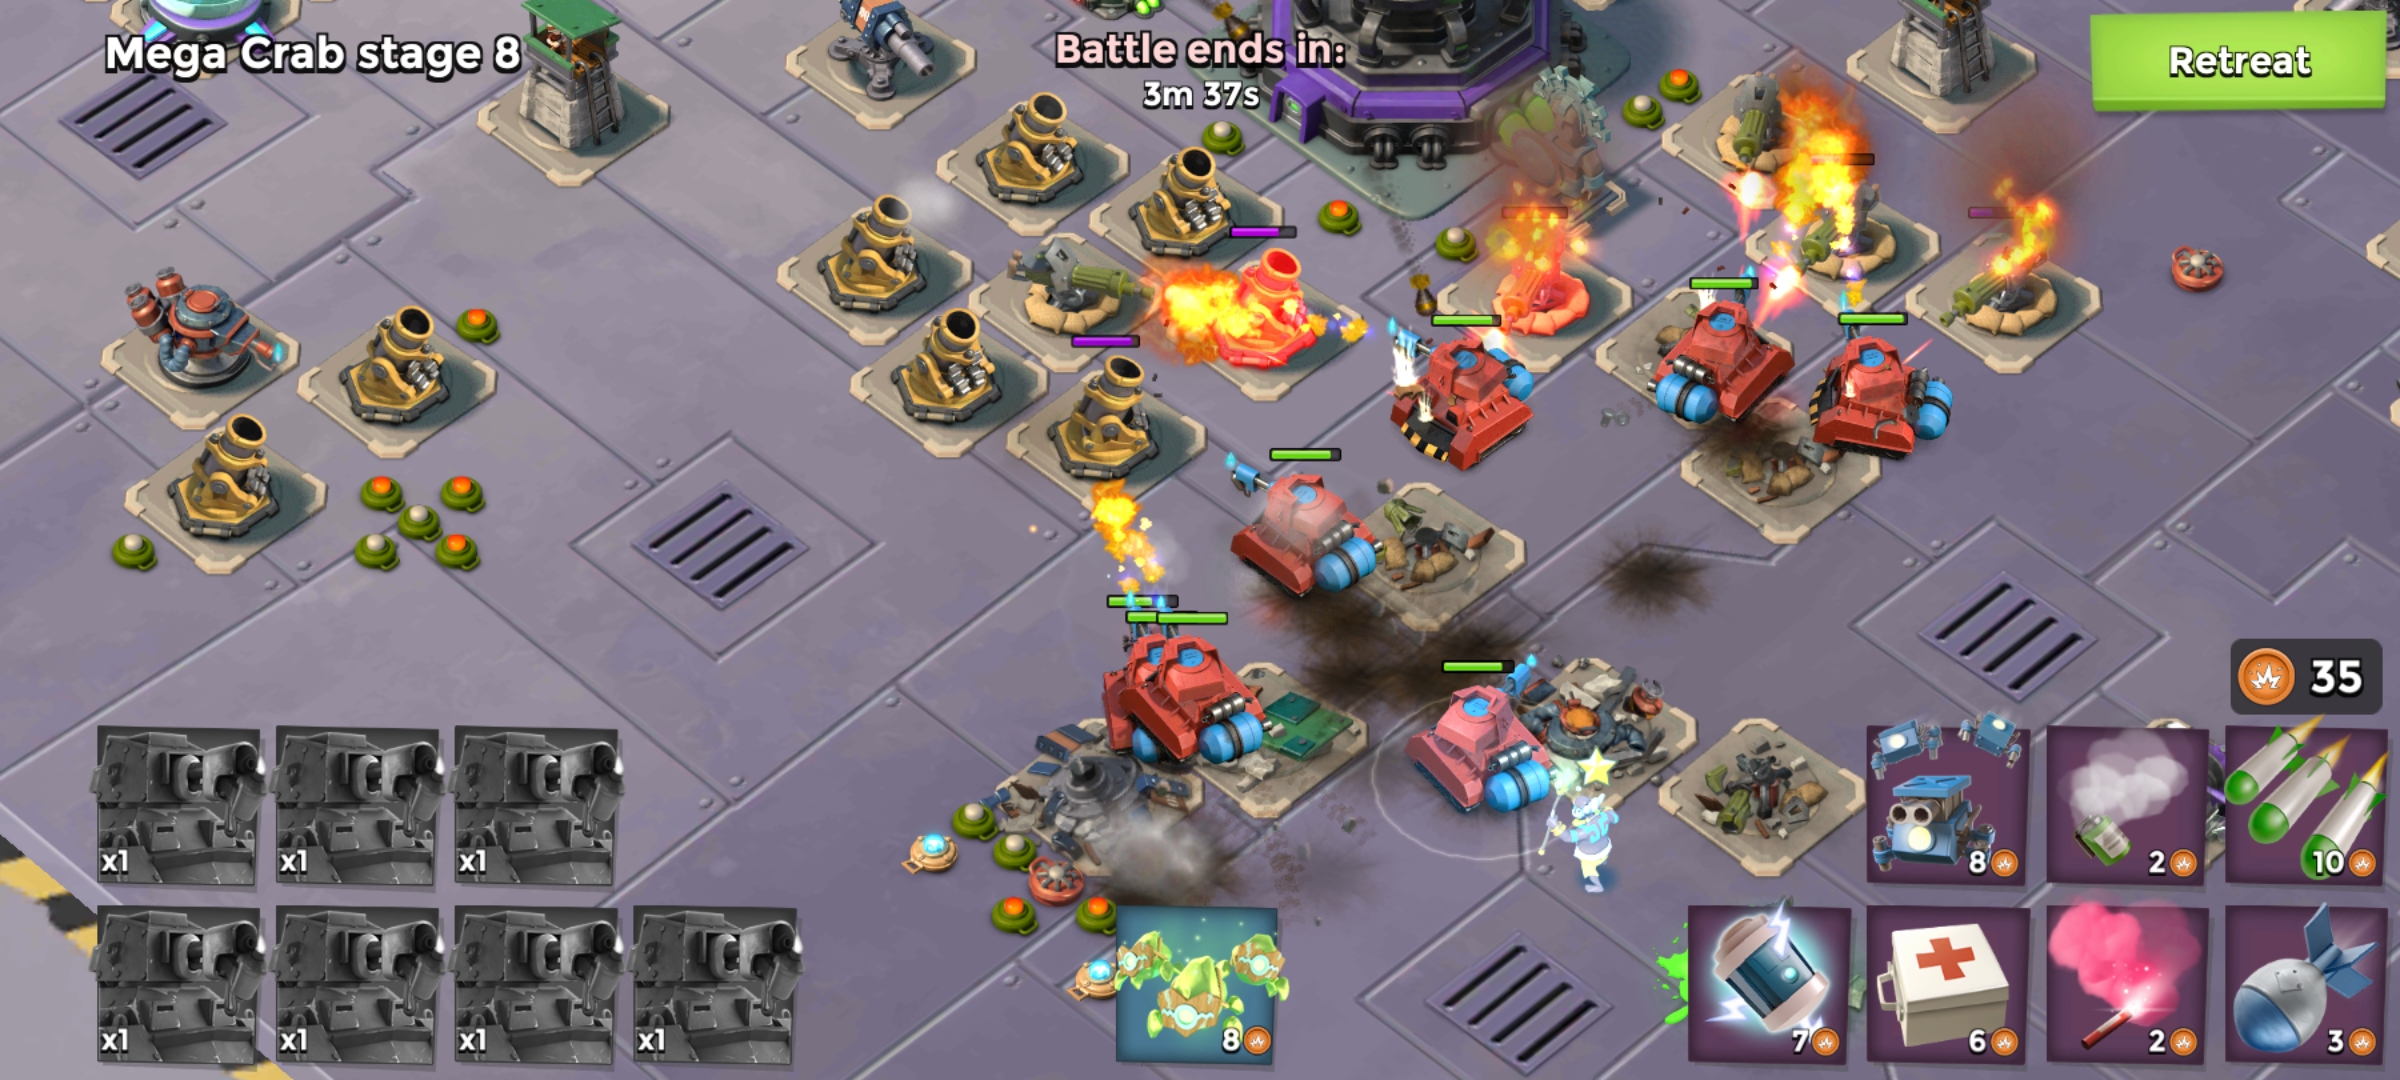 Mega Crab stage 8
Battle ends in:
3m 37s
Retreat
35
x1
x1
x1
8
2
10
x1
x1
x1
x1
8
7
6
2
3